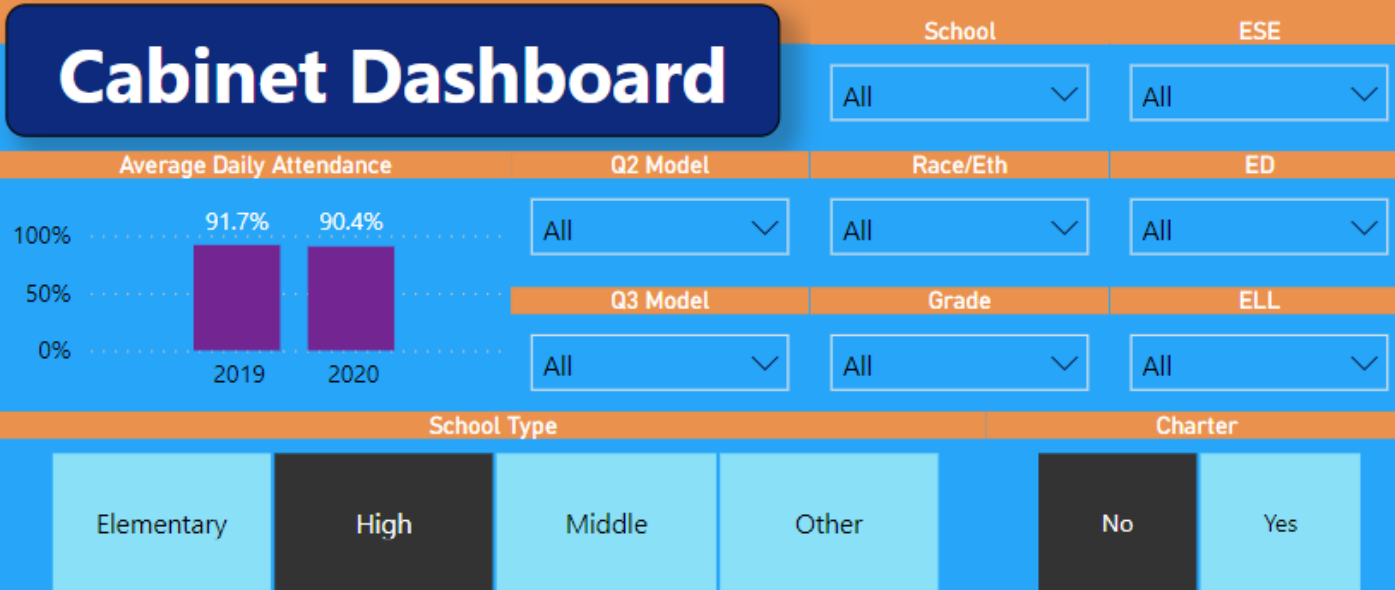 Cabinet Dashboard
School ESE
All All
Average Daily Attendance Q2 Model Race/Eth ED
91.7% 90.4%
100%
All All All
50%
Q3 Model Grade ELL
0%
All All All
2019 2020
School Type Charter
Elementary High Middle Other No Yes